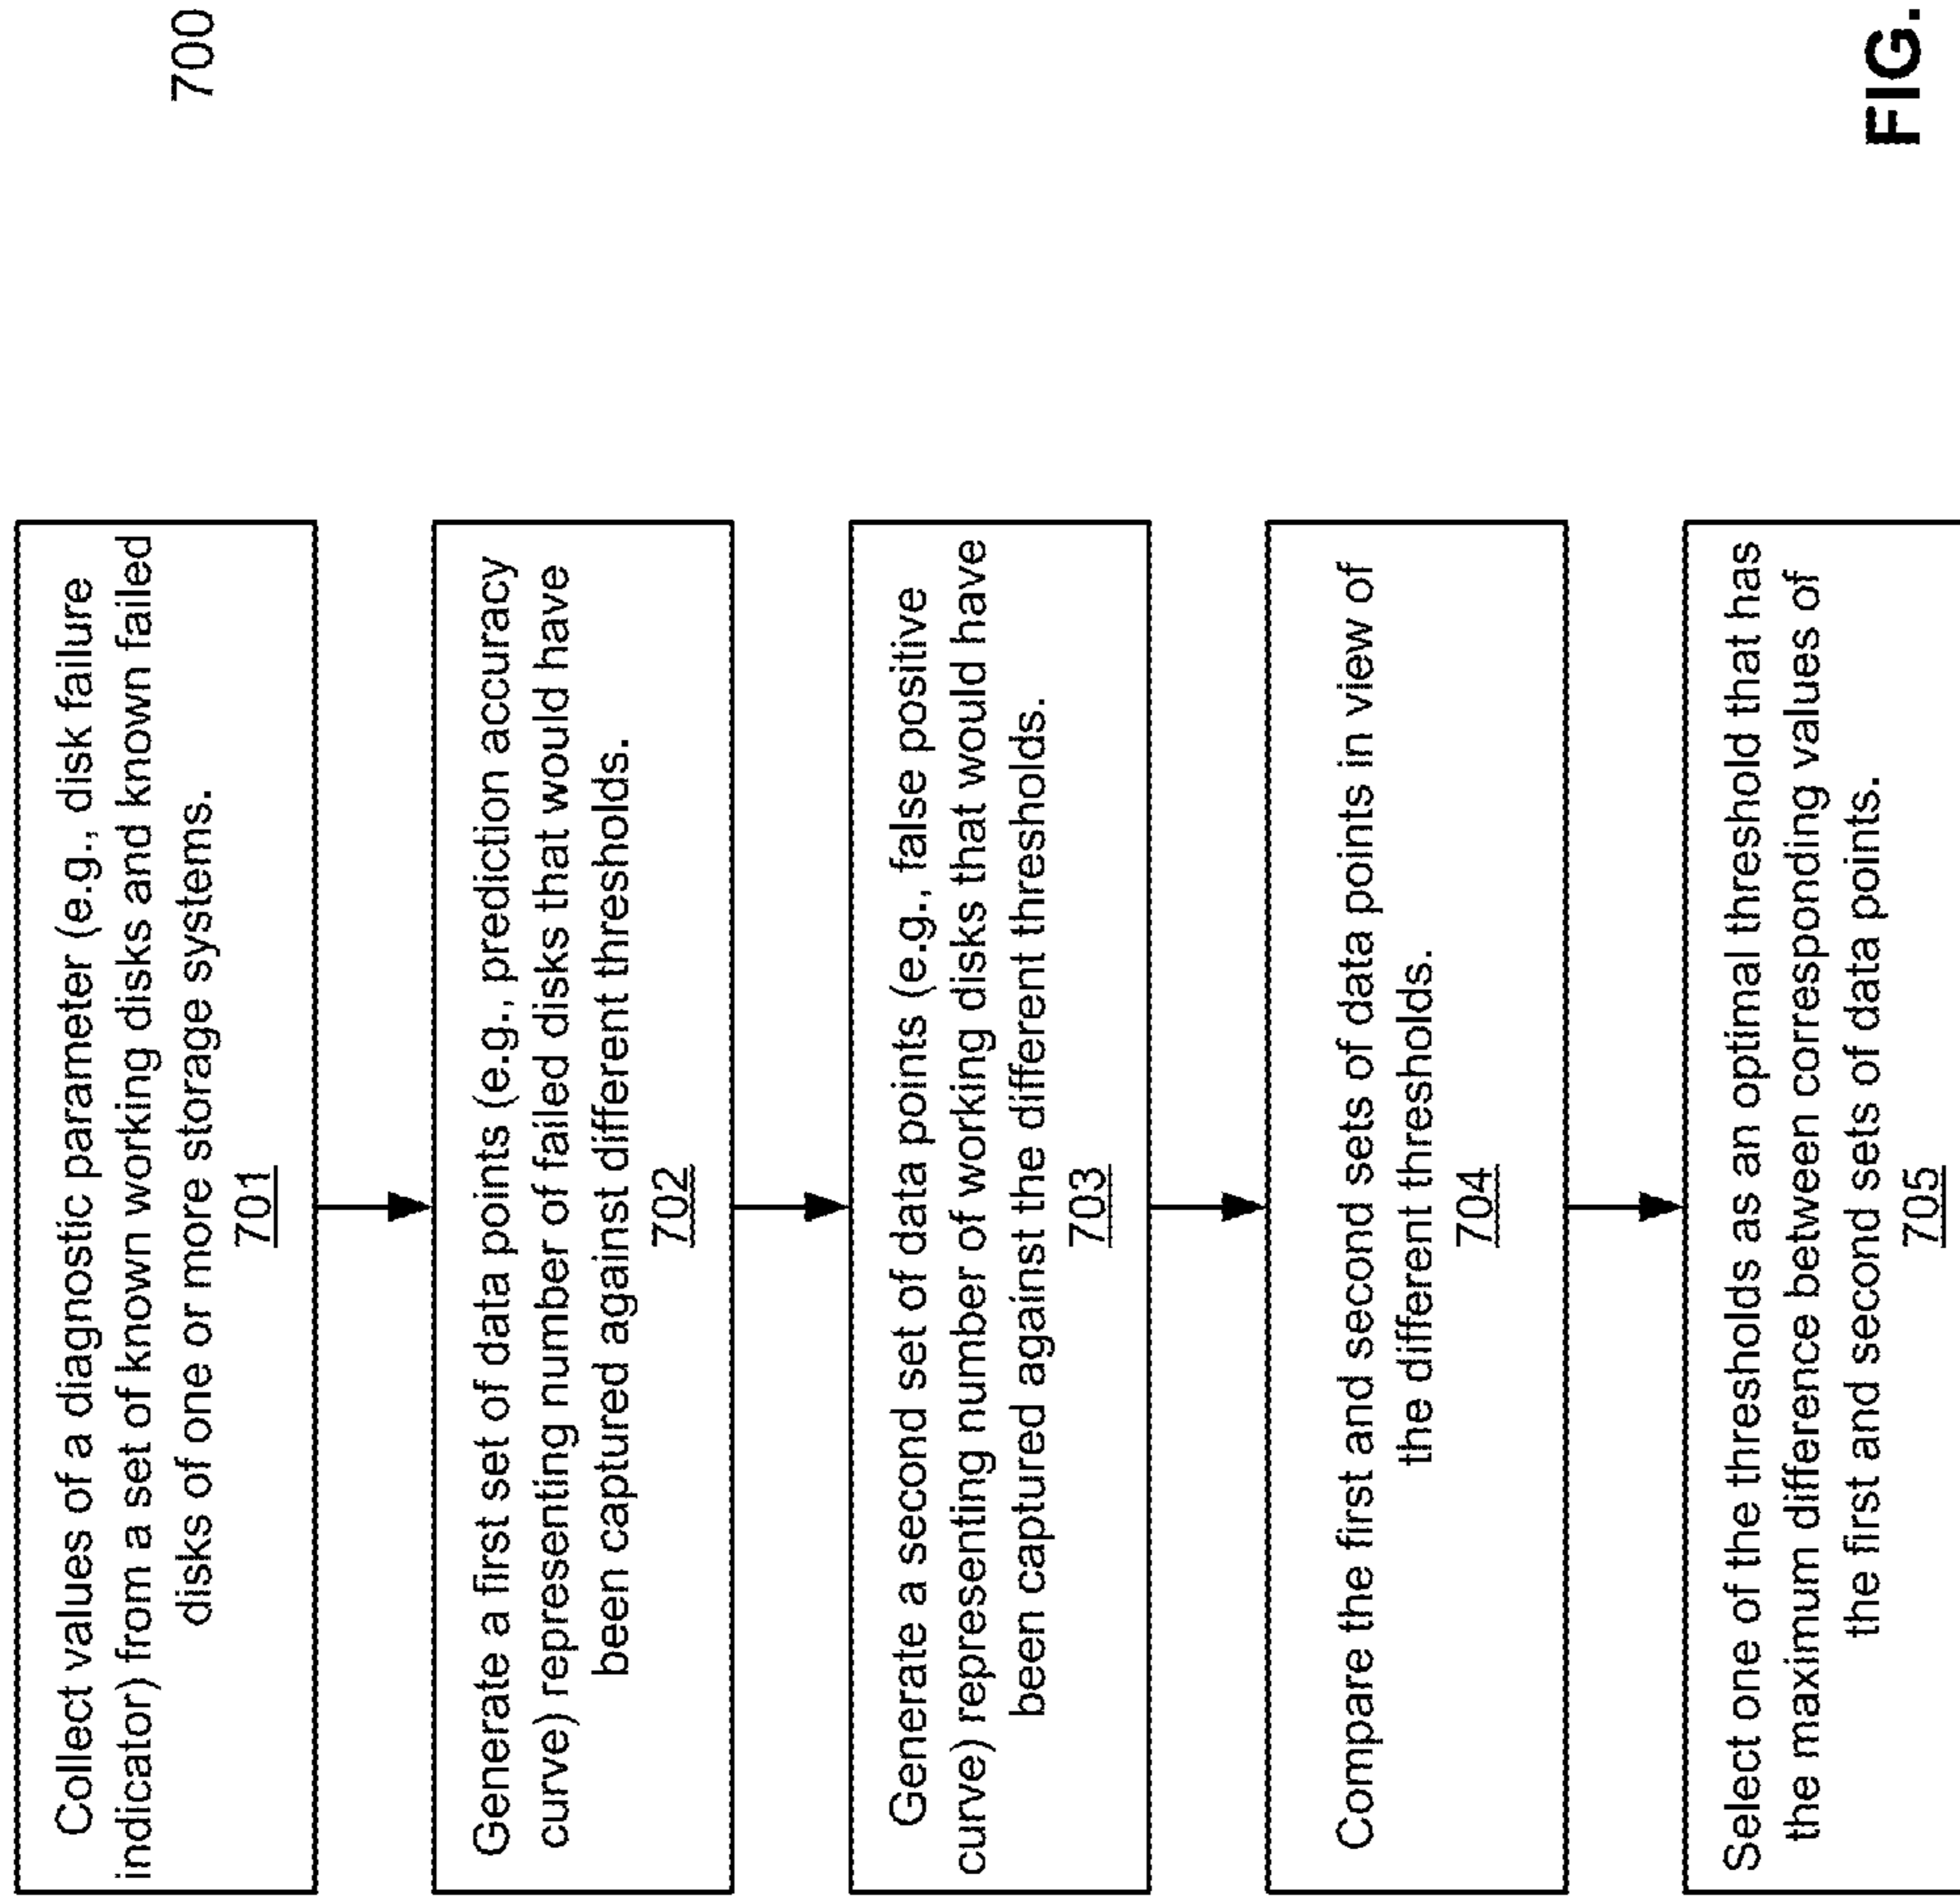 Collect values of a diagnostic parameter (e.g., disk failure
indicator) from a set of known working disks and known failed
disks of one or more storage systems.
701
Generate a first set of data points (e.g., prediction accuracy
curve) representing number of failed disks that would have
been captured against different thresholds.
702
Generate a second set of data points (e.g., false positive
curve) representing number of working disks that would have
been captured against the different thresholds.
703
Compare the first and second sets of data points in view of
the different thresholds.
704
Select one of the thresholds as an optimal threshold that has
the maximum difference between corresponding values of
the first and second sets of data points.
705
700
FIG.